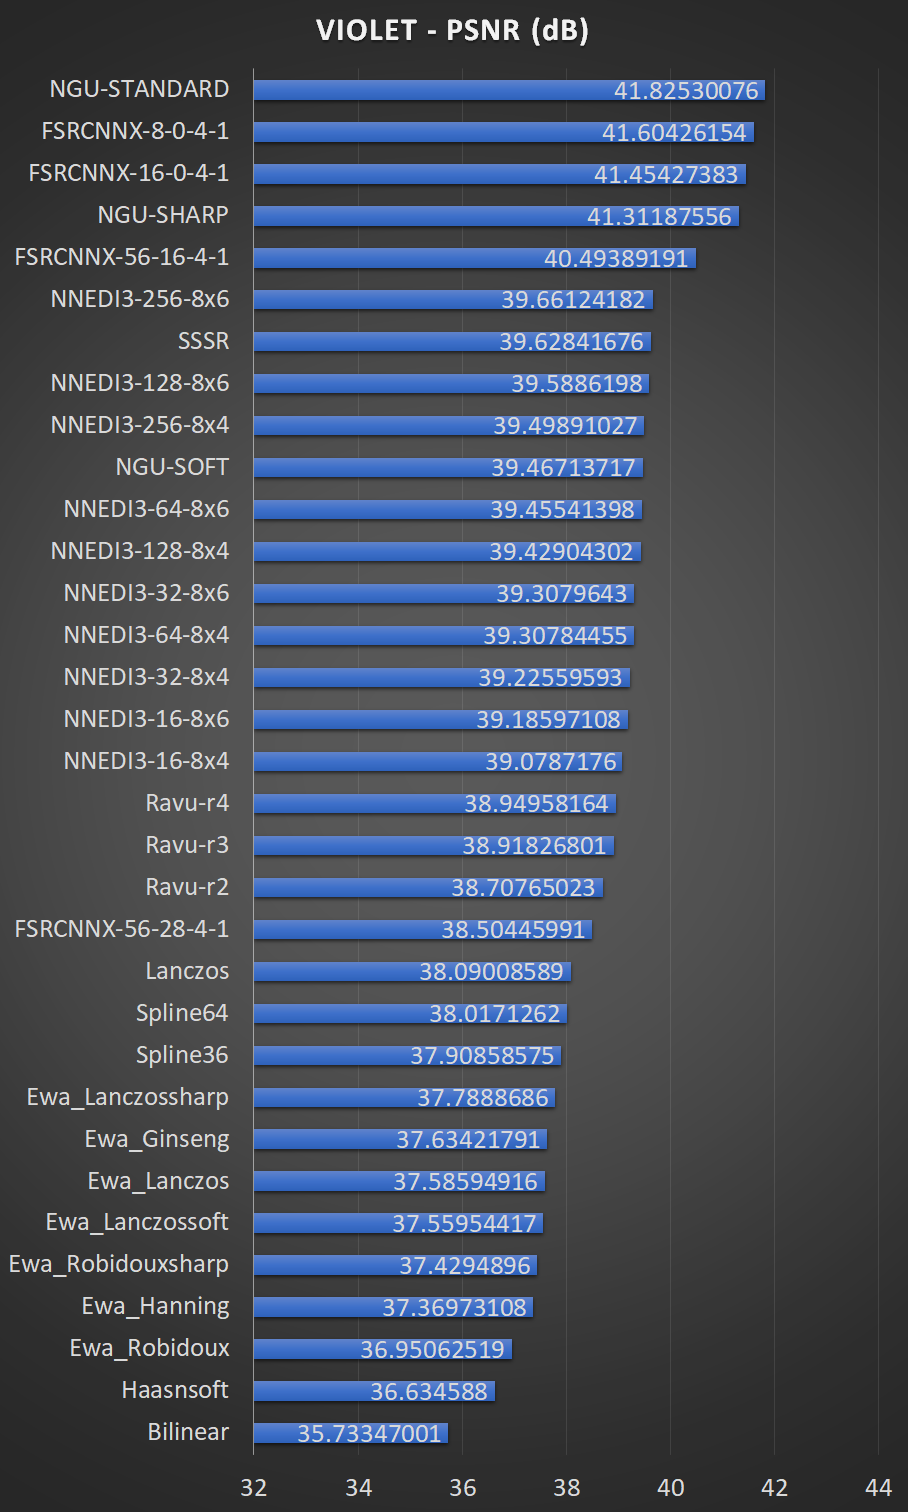 VIOLET - PSNR (dB)
NGU-STANDARD 41.82530076
FSRCNNX-8-0-4-1 41.60426154
FSRCNNX-16-0-4-1 41.45427383
NGU-SHARP 41.31187556
FSRCNNX-56-16-4-1 40.49389191
NNEDI3-256-8x6 39.66124182
SSSR 39.62841676
NNEDI3-128-8x6 39.5886198
NNEDI3-256-8x4 39.49891027
NGU-SOFT 39.46713717
NNEDI3-64-8x6 39.45541398
NNEDI3-128-8x4 39.42904302
NNEDI3-32-8x6 39.3079643
NNEDI3-64-8x4 39.30784455
NNEDI3-32-8x4 39.22559593
NNEDI3-16-8x6 39.18597108
NNEDI3-16-8x4 39.0787176
Ravu-r4 38.94958164
Ravu-r3 38.91826801
Ravu-r2 38.70765023
FSRCNNX-56-28-4-1 38.50445991
Lanczos 38.09008589
Spline64 38.0171262
Spline36 37.90858575
Ewa_Lanczossharp 37.7888686
Ewa_Ginseng 37.63421791
Ewa_Lanczos 37.58594916
Ewa_Lanczossoft 37.55954417
Ewa_Robidouxsharp 37.4294896
Ewa_Hanning 37.36973108
Ewa_Robidoux 36.95062519
Haasnsoft 36.634588
Bilinear 35.73347001
32 34 36 38 40 42 44